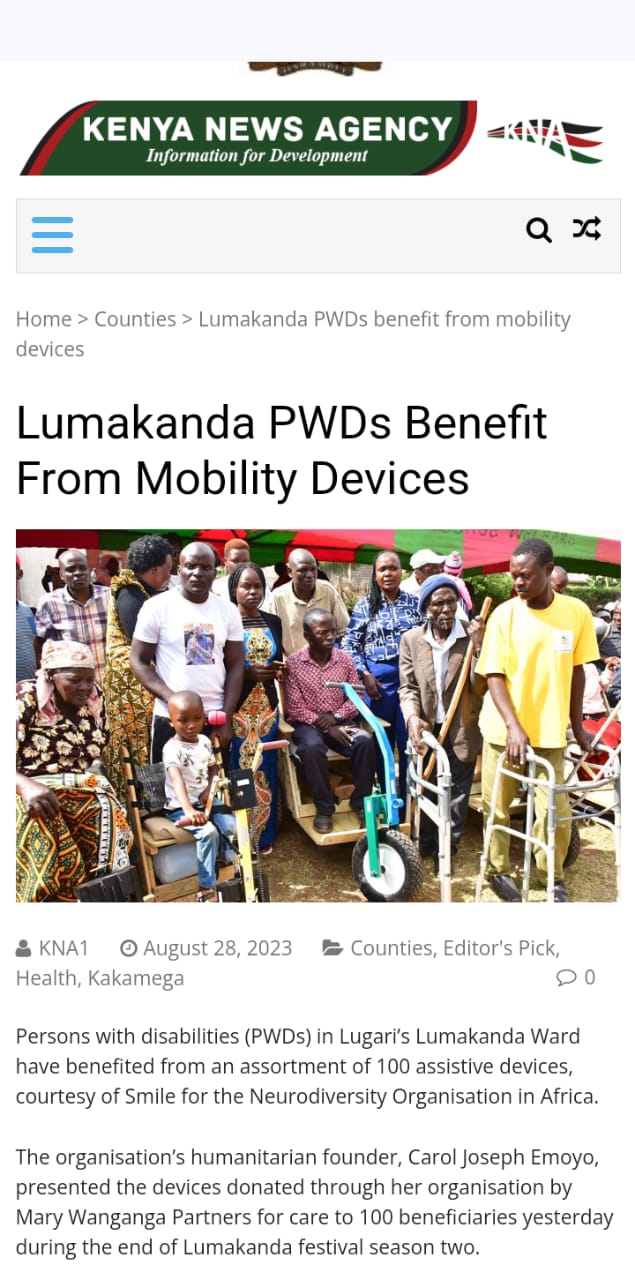 KENYA NEWS AGENCY
Information for Development
KNA
Home > Counties > Lumakanda PWDs benefit from mobility
devices
Lumakanda PWDs Benefit
From Mobility Devices
KNA1 August 28, 2023 Counties, Editor's Pick,
Health, Kakamega 0
Persons with disabilities (PWDs) in Lugari’s Lumakanda Ward
have benefited from an assortment of 100 assistive devices,
courtesy of Smile for the Neurodiversity Organisation in Africa.
The organisation’s humanitarian founder, Carol Joseph Emoyo,
presented the devices donated through her organisation by
Mary Wanganga Partners for care to 100 beneficiaries yesterday
during the end of Lumakanda festival season two.